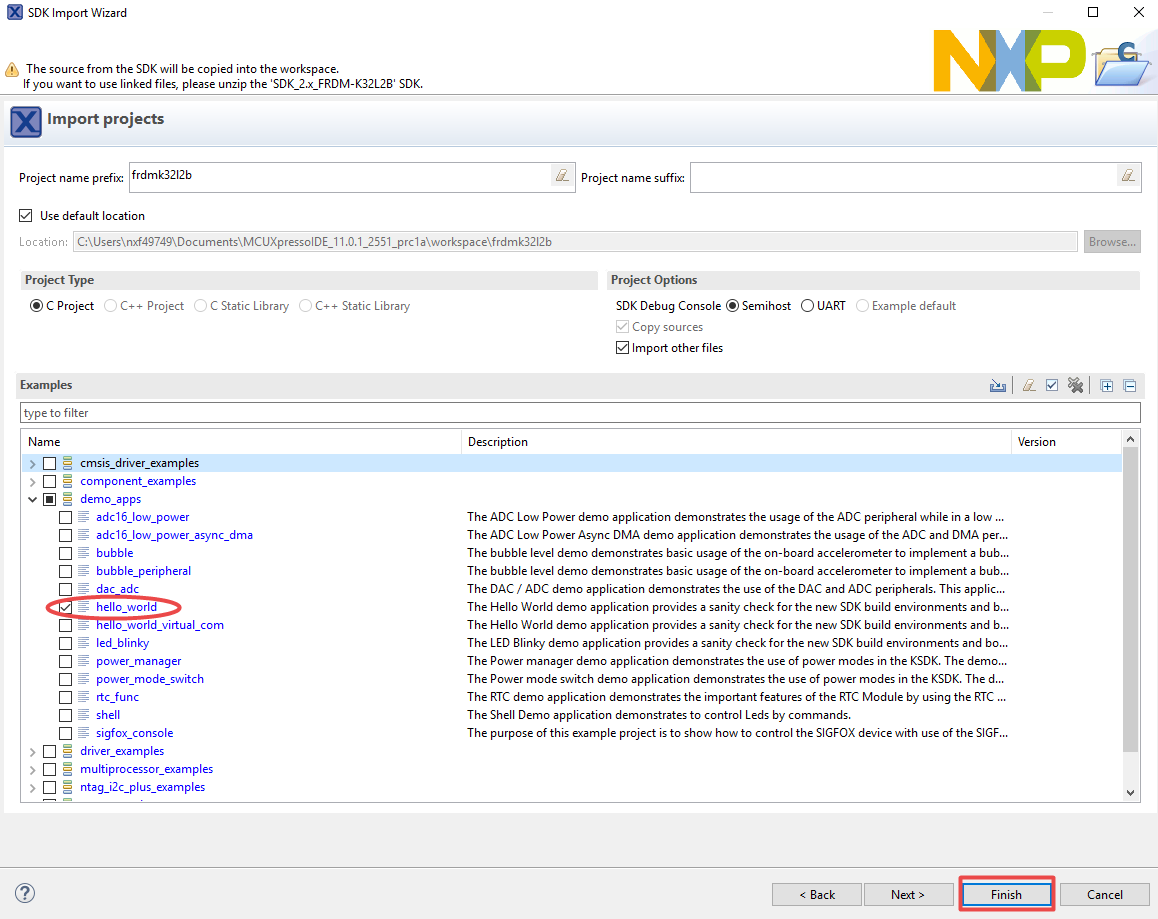 SDK Import Wizard
The source from the SDK will be copied into the workspace.
If you want to use linked files, please unzip the 'SDK_2.x_FRDM-K32L2B' SDK.
NXP
C
Import projects
Project name prefix: frdmk32l2b Project name suffix:
Use default location
Location: C:\Users\nxf49749\Documents\MCUXpressoIDE_11.0.1_2551_prc1a\workspace\frdmk32l2b Browse...
Project Type Project Options
C Project C++ Project C Static Library C++ Static Library SDK Debug Console Semihost UART Example default
Copy sources
Import other files
Examples
type to filter
Name Description Version
cmsis_driver_examples
component_examples
demo_apps
adc16_low_power The ADC Low Power demo application demonstrates the usage of the ADC peripheral while in a low ...
adc16_low_power_async_dma The ADC Low Power Async DMA demo application demonstrates the usage of the ADC and DMA per...
bubble The bubble level demo demonstrates basic usage of the on-board accelerometer to implement a bub...
bubble_peripheral The bubble level demo demonstrates basic usage of the on-board accelerometer to implement a bub...
dac_adc The DAC / ADC demo application demonstrates the use of the DAC and ADC peripherals. This applic...
hello_world The Hello World demo application provides a sanity check for the new SDK build environments and b...
hello_world_virtual_com The Hello World demo application provides a sanity check for the new SDK build environments and b...
led_blinky The LED Blinky demo application provides a sanity check for the new SDK build environments and bo...
power_manager The Power manager demo application demonstrates the use of power modes in the KSDK. The demo...
power_mode_switch The Power mode switch demo application demonstrates the use of power modes in the KSDK. The d...
rtc_func The RTC demo application demonstrates the important features of the RTC Module by using the RTC ...
shell The Shell Demo application demonstrates to control Leds by commands.
sigfox_console The purpose of this example project is to show how to control the SIGFOX device with use of the SIGF...
driver_examples
multiprocessor_examples
ntag_i2c_plus_examples
? < Back Next > Finish Cancel